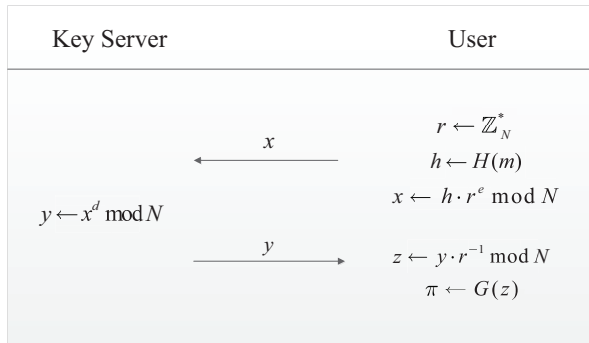 Key Server User
r ← ℤ*_N
x
h ← H(m)
x ← h · r^e mod N
y ← x^d mod N
y
z ← y · r^{-1} mod N
π ← G(z)